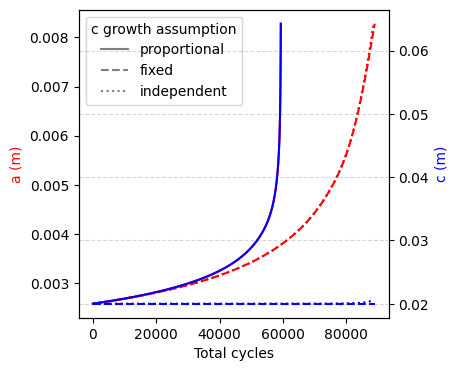 c growth assumption
proportional
fixed
independent
0.008
0.007
0.006
0.005
0.004
0.003
a (m)
0.06
0.05
0.04
0.03
0.02
c (m)
0 20000 40000 60000 80000
Total cycles